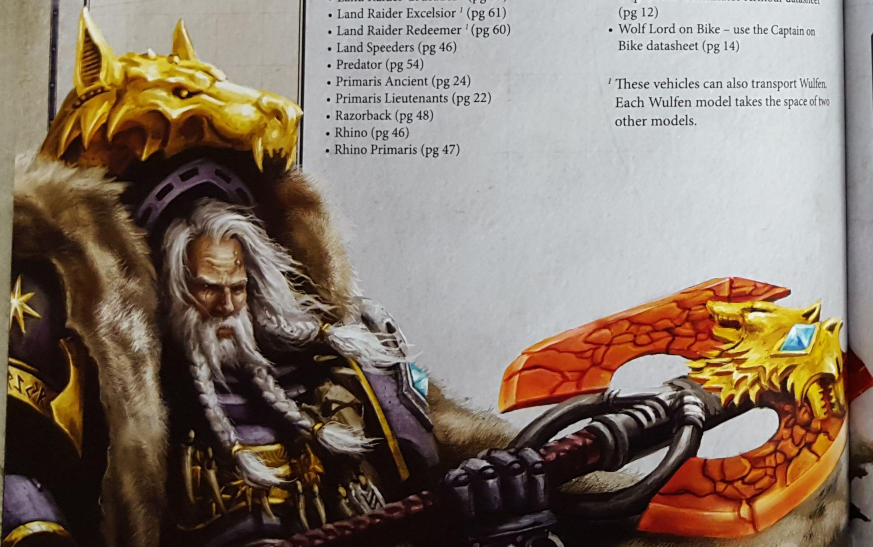 • Land Raider Excelsior ¹ (pg 61)
• Land Raider Redeemer ¹ (pg 60)
• Land Speeders (pg 46)
• Predator (pg 54)
• Primaris Ancient (pg 24)
• Primaris Lieutenants (pg 22)
• Razorback (pg 48)
• Rhino (pg 46)
• Rhino Primaris (pg 47)
(pg 12)
• Wolf Lord on Bike – use the Captain on
Bike datasheet (pg 14)
¹ These vehicles can also transport Wulfen.
Each Wulfen model takes the space of two
other models.